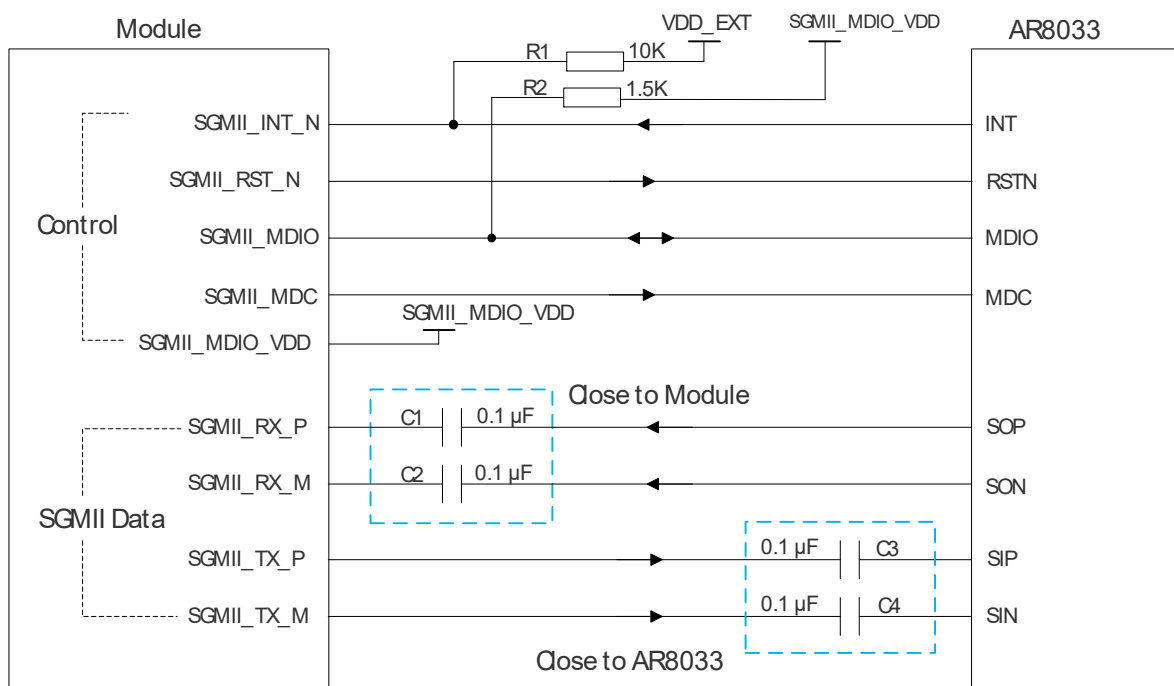 Module
VDD_EXT
SGMII_MDIO_VDD
AR8033
R1
10K
R2
1.5K
SGMII_INT_N
INT
SGMII_RST_N
RSTN
Control
SGMII_MDIO
MDIO
SGMII_MDC
MDC
SGMII_MDIO_VDD
SGMII_MDIO_VDD
Close to Module
SGMII_RX_P
C1
0.1 µF
SOP
SGMII_RX_M
C2
0.1 µF
SON
SGMII Data
SGMII_TX_P
0.1 µF
C3
SIP
SGMII_TX_M
0.1 µF
C4
SIN
Close to AR8033